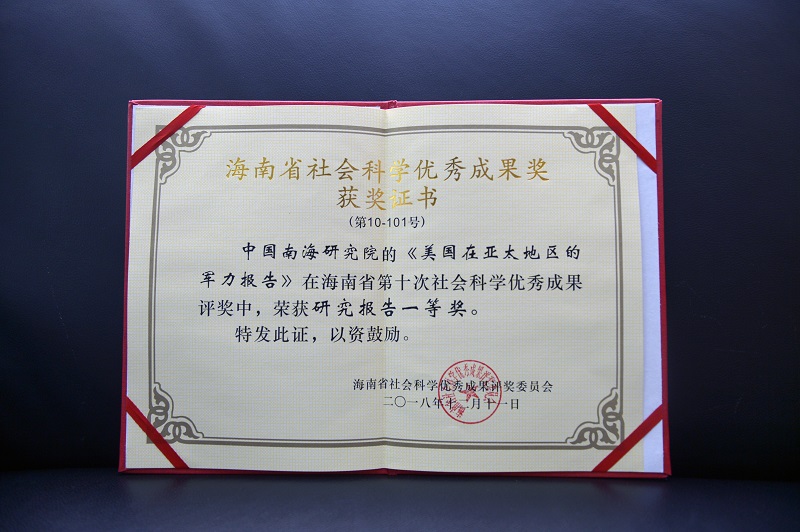 海南省社会科学优秀成果奖
获奖证书
(第10-101号)
中国南海研究院的《美国在亚太地区的
军力报告》在海南省第十次社会科学优秀成果
评奖中，荣获研究报告一等奖。
特发此证，以资鼓励。
海南省社会科学优秀成果评奖委员会
二〇一八年十二月十一日